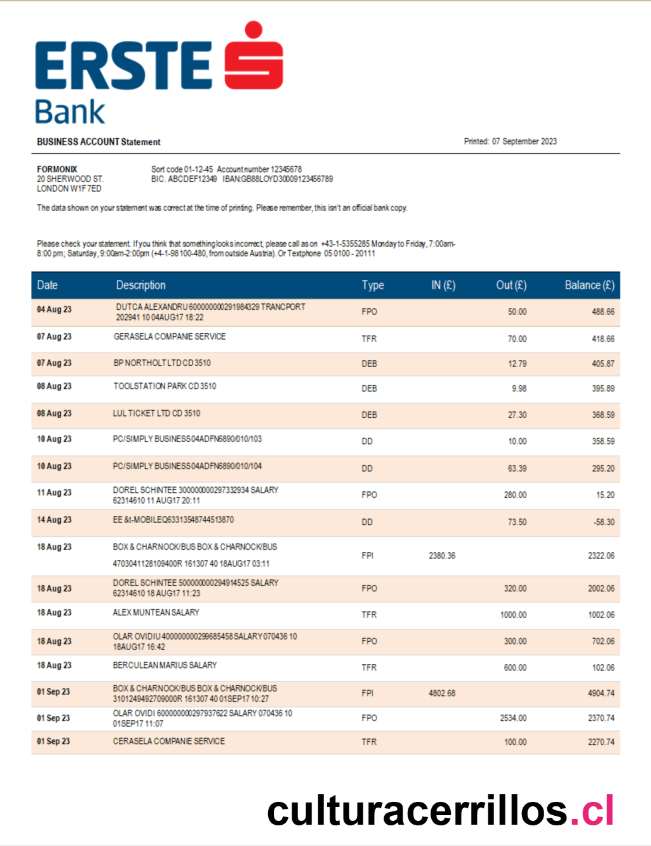 ERSTE
Bank
BUSINESS ACCOUNT Statement
Printed: 07 September 2023
FORMONIX
Sort code 01-12-45 Account number 12345678
20 SHERWOOD ST.
BIC: ABCDEF12349 IBAN:GB88LOYD30009123456789
LONDON W1F 7ED
The data shown on your statement was correct at the time of printing. Please remember, this isn't an official bank copy.
Please check your statement. If you think that something looks incorrect, please call as on +43-1-5355285 Monday to Friday, 7:00am-
8:00 pm; Saturday, 9:00am-2:00pm (+4-1-98100-480, from outside Austria). Or Textphone 05 0100 - 20111
Date Description Type IN (£) Out (£) Balance (£)
04 Aug 23 DUTCA ALEXANDRU 600000000291984329 TRANCPORT
202941 10 04AUG17 18:22 FPO 50.00 488.66
07 Aug 23 GERASELA COMPANIE SERVICE TFR 70.00 418.66
07 Aug 23 BP NORTHOLT LTD CD 3510 DEB 12.79 405.87
08 Aug 23 TOOLSTATION PARK CD 3510 DEB 9.98 395.89
08 Aug 23 LUL TICKET LTD CD 3510 DEB 27.30 368.59
10 Aug 23 PC/SIMPLY BUSINESS04ADFN6890/010/103 DD 10.00 358.59
10 Aug 23 PC/SIMPLY BUSINESS04ADFN6890/010/104 DD 63.39 295.20
11 Aug 23 DOREL SCHINTEE 300000000297332934 SALARY
62314610 11 AUG17 20:11 FPO 280.00 15.20
14 Aug 23 EE &t-MOBILEQ63313548744513870 DD 73.50 -58.30
18 Aug 23 BOX & CHARNOCK/BUS BOX & CHARNOCK/BUS
4703041128109400R 161307 40 18AUG17 03:11 FPI 2380.36 2322.06
18 Aug 23 DOREL SCHINTEE 500000000294914525 SALARY
62314618 18 AUG17 11:23 FPO 320.00 2002.06
18 Aug 23 ALEX MUNTEAN SALARY TFR 1000.00 1002.06
18 Aug 23 OLAR OVIDIU 400000000299685458 SALARY 070436 10
18AUG17 16:42 FPO 300.00 702.06
18 Aug 23 BERCULEAN MARIUS SALARY TFR 600.00 102.06
01 Sep 23 BOX & CHARNOCK/BUS BOX & CHARNOCK/BUS
3101249492709000R 161307 40 01SEP17 10:27 FPI 4802.68 4904.74
01 Sep 23 OLAR OVIDI 600000000297937622 SALARY 070436 10
01SEP17 11:07 FPO 2534.00 2370.74
01 Sep 23 CERASELA COMPANIE SERVICE TFR 100.00 2270.74
culturacerrillos.cl